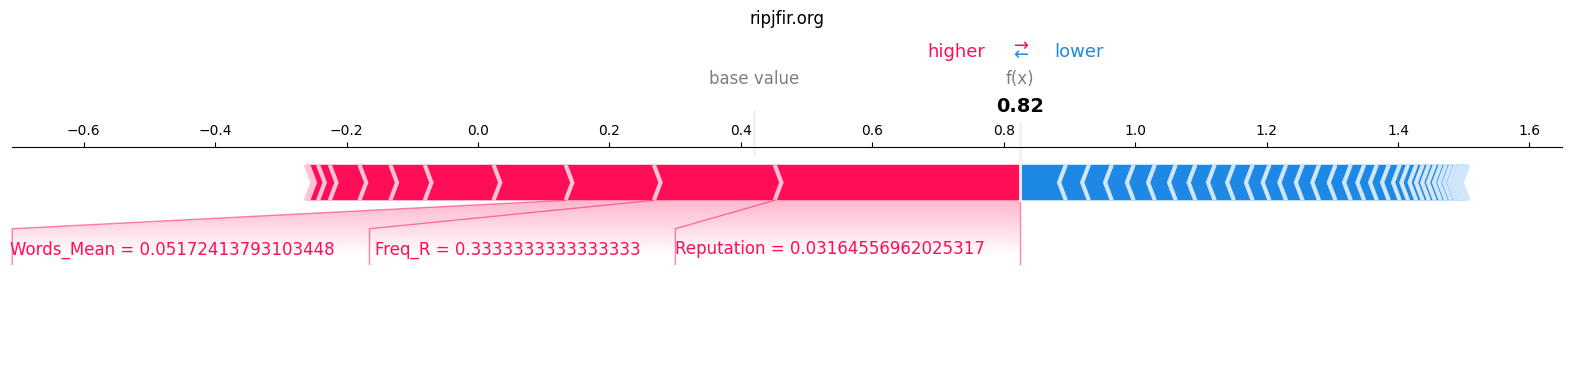 ripjfir.org
higher → ← lower
base value f(x)
0.82
−0.6 −0.4 −0.2 0.0 0.2 0.4 0.6 0.8 1.0 1.2 1.4 1.6
Words_Mean = 0.05172413793103448 Freq_R = 0.3333333333333333 Reputation = 0.03164556962025317